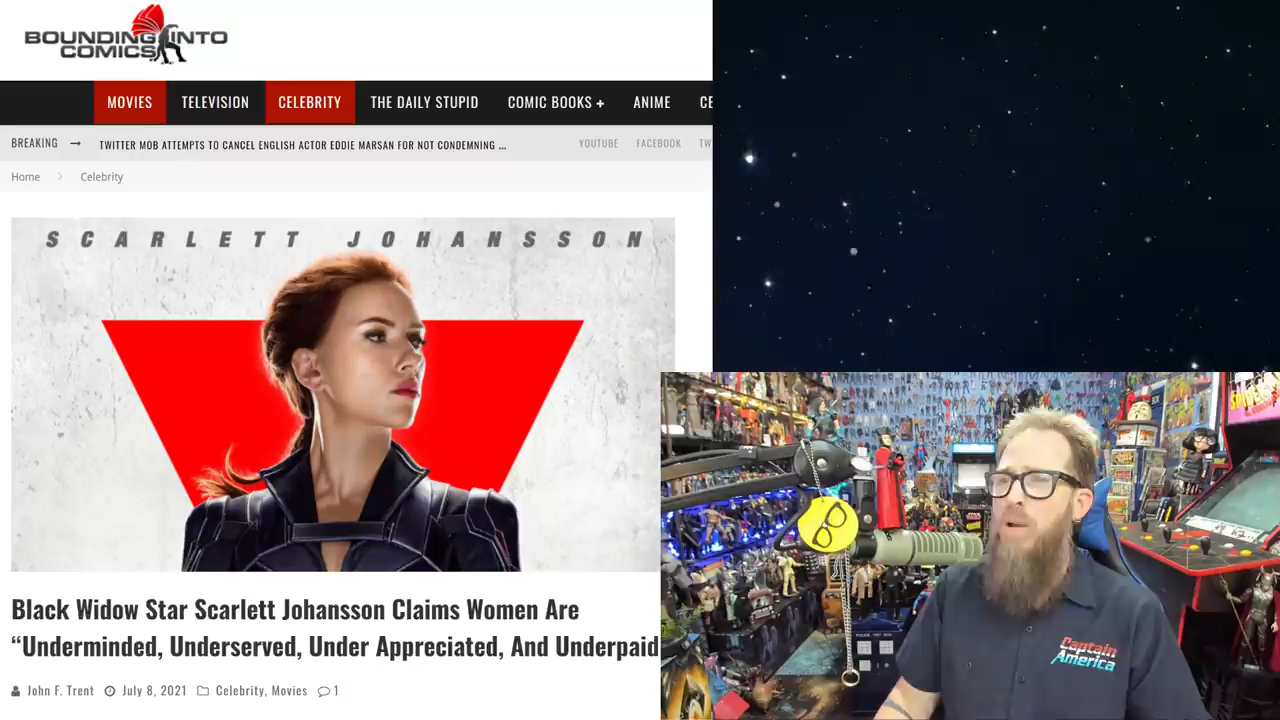 BOUNDING INTO
COMICS
MOVIES TELEVISION CELEBRITY THE DAILY STUPID COMIC BOOKS + ANIME CE
BREAKING → TWITTER MOB ATTEMPTS TO CANCEL ENGLISH ACTOR EDDIE MARSAN FOR NOT CONDEMNING ... YOUTUBE FACEBOOK TW
Home > Celebrity
SCARLETT JOHANSSON
Black Widow Star Scarlett Johansson Claims Women Are
“Underminded, Underserved, Under Appreciated, And Underpaid
John F. Trent July 8, 2021 Celebrity, Movies 1
Captain
America